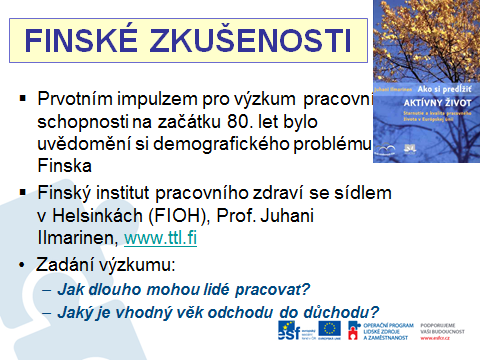 FINSKÉ ZKUŠENOSTI
Juhani Ilmarinen
Ako si predĺžiť
AKTÍVNY ŽIVOT
▪ Prvotním impulzem pro výzkum pracovní
schopnosti na začátku 80. let bylo
uvědomění si demografického problému
Finska
▪ Finský institut pracovního zdraví se sídlem
v Helsinkách (FIOH), Prof. Juhani
Ilmarinen, www.ttl.fi
• Zadání výzkumu:
– Jak dlouho mohou lidé pracovat?
– Jaký je vhodný věk odchodu do důchodu?
esf
OPERAČNÍ PROGRAM
LIDSKÉ ZDROJE
A ZAMĚSTNANOST
PODPORUJEME
VAŠI BUDOUCNOST
www.esfcr.cz